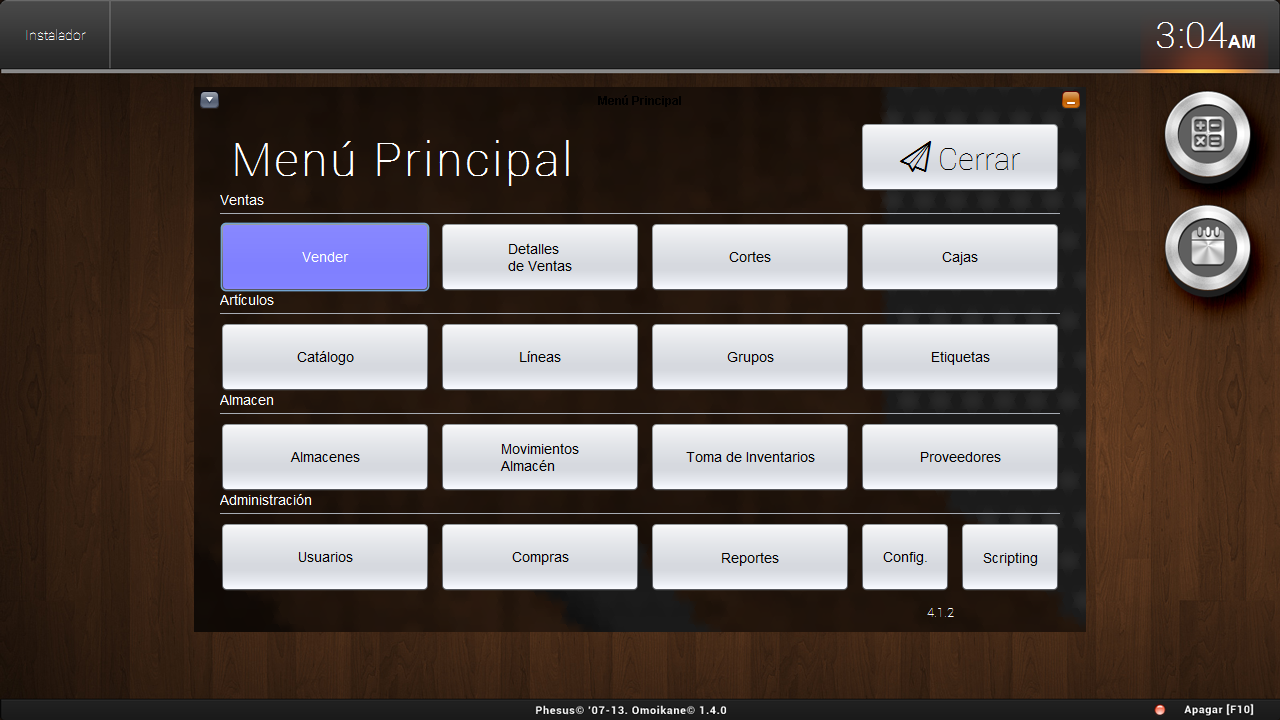 Instalador
3:04AM
Menú Principal
Menú Principal
Cerrar
Ventas
Vender
Detalles
de Ventas
Cortes
Cajas
Artículos
Catálogo
Líneas
Grupos
Etiquetas
Almacen
Almacenes
Movimientos
Almacén
Toma de Inventarios
Proveedores
Administración
Usuarios
Compras
Reportes
Config.
Scripting
4.1.2
Phesus© '07-13. Omoikane© 1.4.0
Apagar [F10]